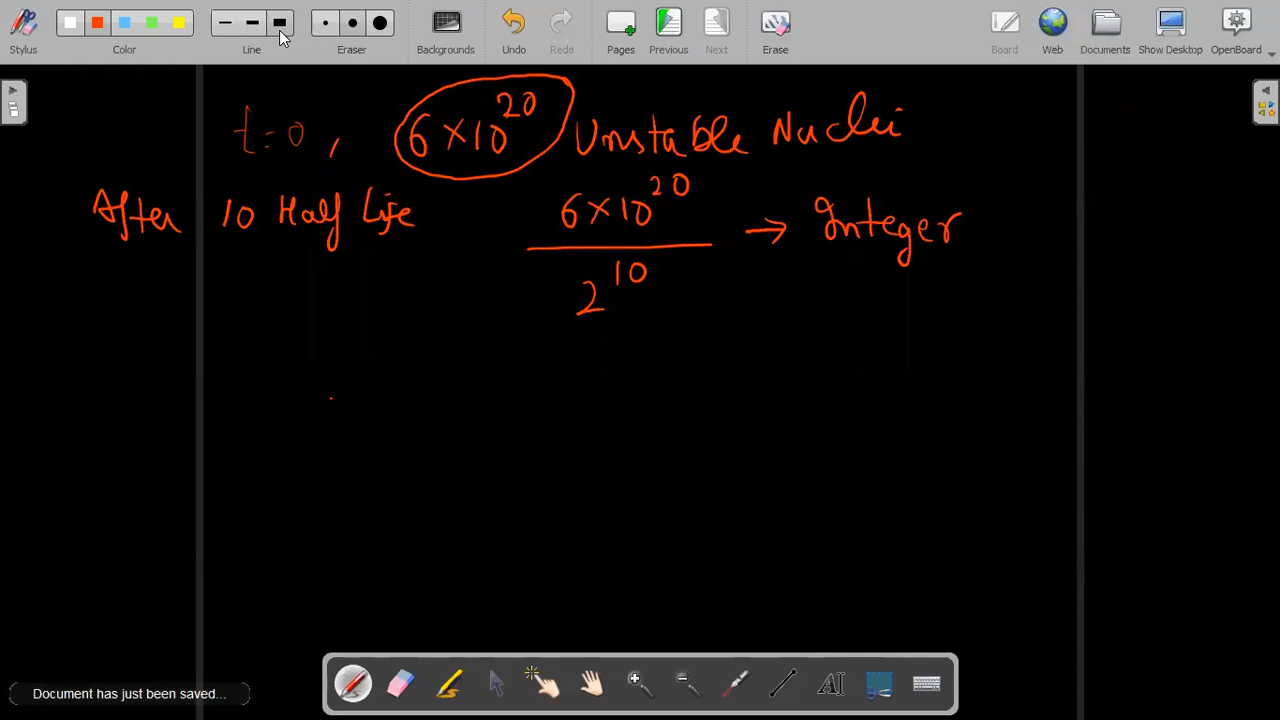 Stylus Color Line Eraser Backgrounds Undo Redo Pages Previous Next Erase Board Web Documents Show Desktop OpenBoard
t=0, 6×10^20 Unstable Nuclei
After 10 Half Life 6×10^20 / 2^10 → Integer
Document has just been saved...
AI